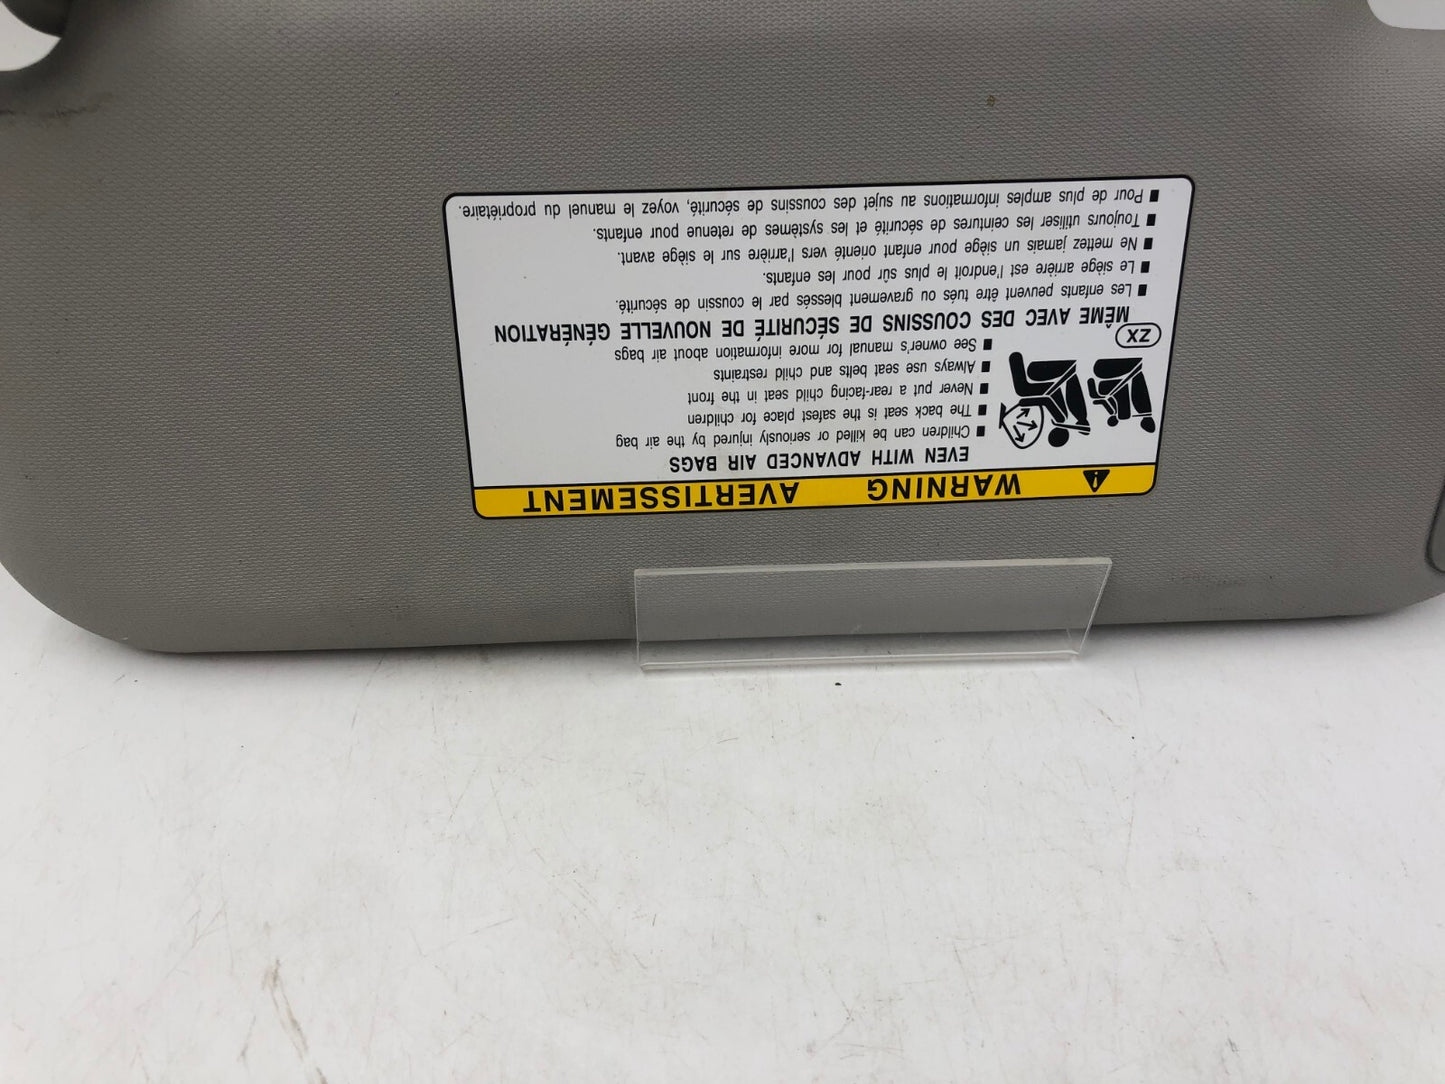 WARNING AVERTISSEMENT
EVEN WITH ADVANCED AIR BAGS
■ Children can be killed or seriously injured by the air bag
■ The back seat is the safest place for children
■ Never put a rear-facing child seat in the front
■ Always use seat belts and child restraints
■ See owner's manual for more information about air bags
ZX
MÊME AVEC DES COUSSINS DE SÉCURITÉ DE NOUVELLE GÉNÉRATION
■ Les enfants peuvent être tués ou gravement blessés par le coussin de sécurité.
■ Le siège arrière est l'endroit le plus sûr pour les enfants.
■ Ne mettez jamais un siège pour enfant orienté vers l'arrière sur le siège avant.
■ Toujours utiliser les ceintures de sécurité et les systèmes de retenue pour enfants.
■ Pour de plus amples informations au sujet des coussins de sécurité, voyez le manuel du propriétaire.